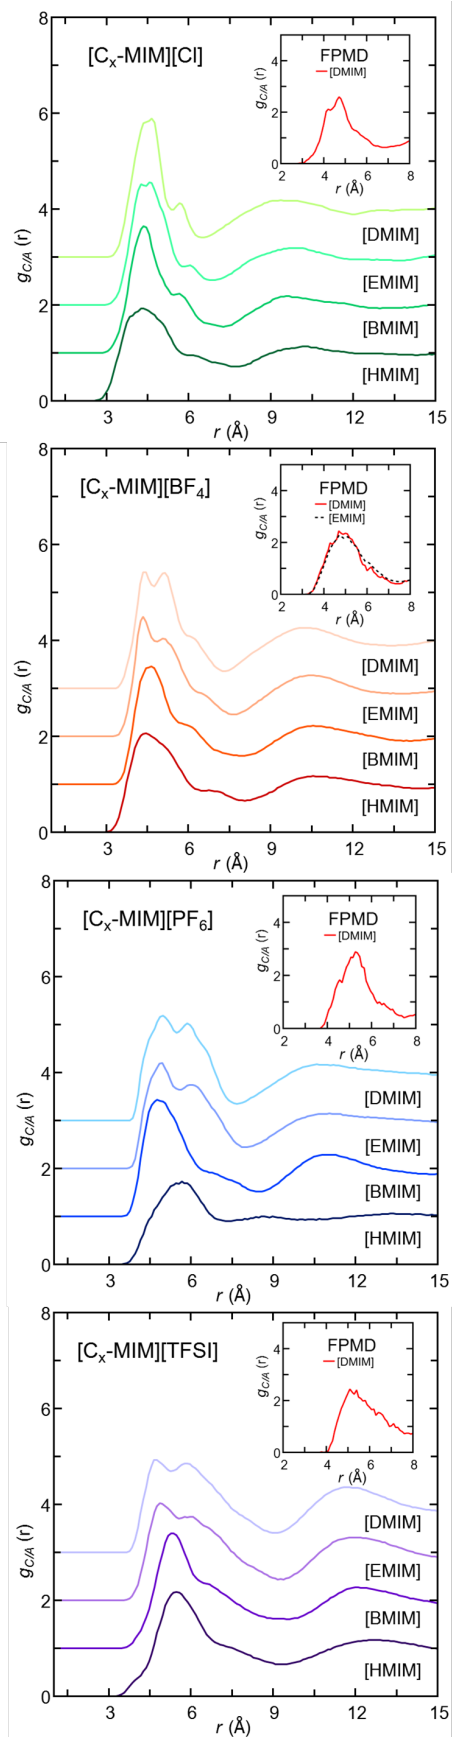 [Cx-MIM][Cl]
FPMD
[DMIM]
gC/A (r)
4
2
0
2 4 6 8
r (Å)
8
6
4
2
0
gC/A (r)
[DMIM]
[EMIM]
[BMIM]
[HMIM]
3 6 9 12 15
r (Å)
[Cx-MIM][BF4]
FPMD
[DMIM]
[EMIM]
gC/A (r)
4
2
0
2 4 6 8
r (Å)
8
6
4
2
0
gC/A (r)
[DMIM]
[EMIM]
[BMIM]
[HMIM]
3 6 9 12 15
r (Å)
[Cx-MIM][PF6]
FPMD
[DMIM]
gC/A (r)
4
2
0
2 4 6 8
r (Å)
8
6
4
2
0
gC/A (r)
[DMIM]
[EMIM]
[BMIM]
[HMIM]
3 6 9 12 15
r (Å)
[Cx-MIM][TFSI]
FPMD
[DMIM]
gC/A (r)
4
2
0
2 4 6 8
r (Å)
8
6
4
2
0
gC/A (r)
[DMIM]
[EMIM]
[BMIM]
[HMIM]
3 6 9 12 15
r (Å)